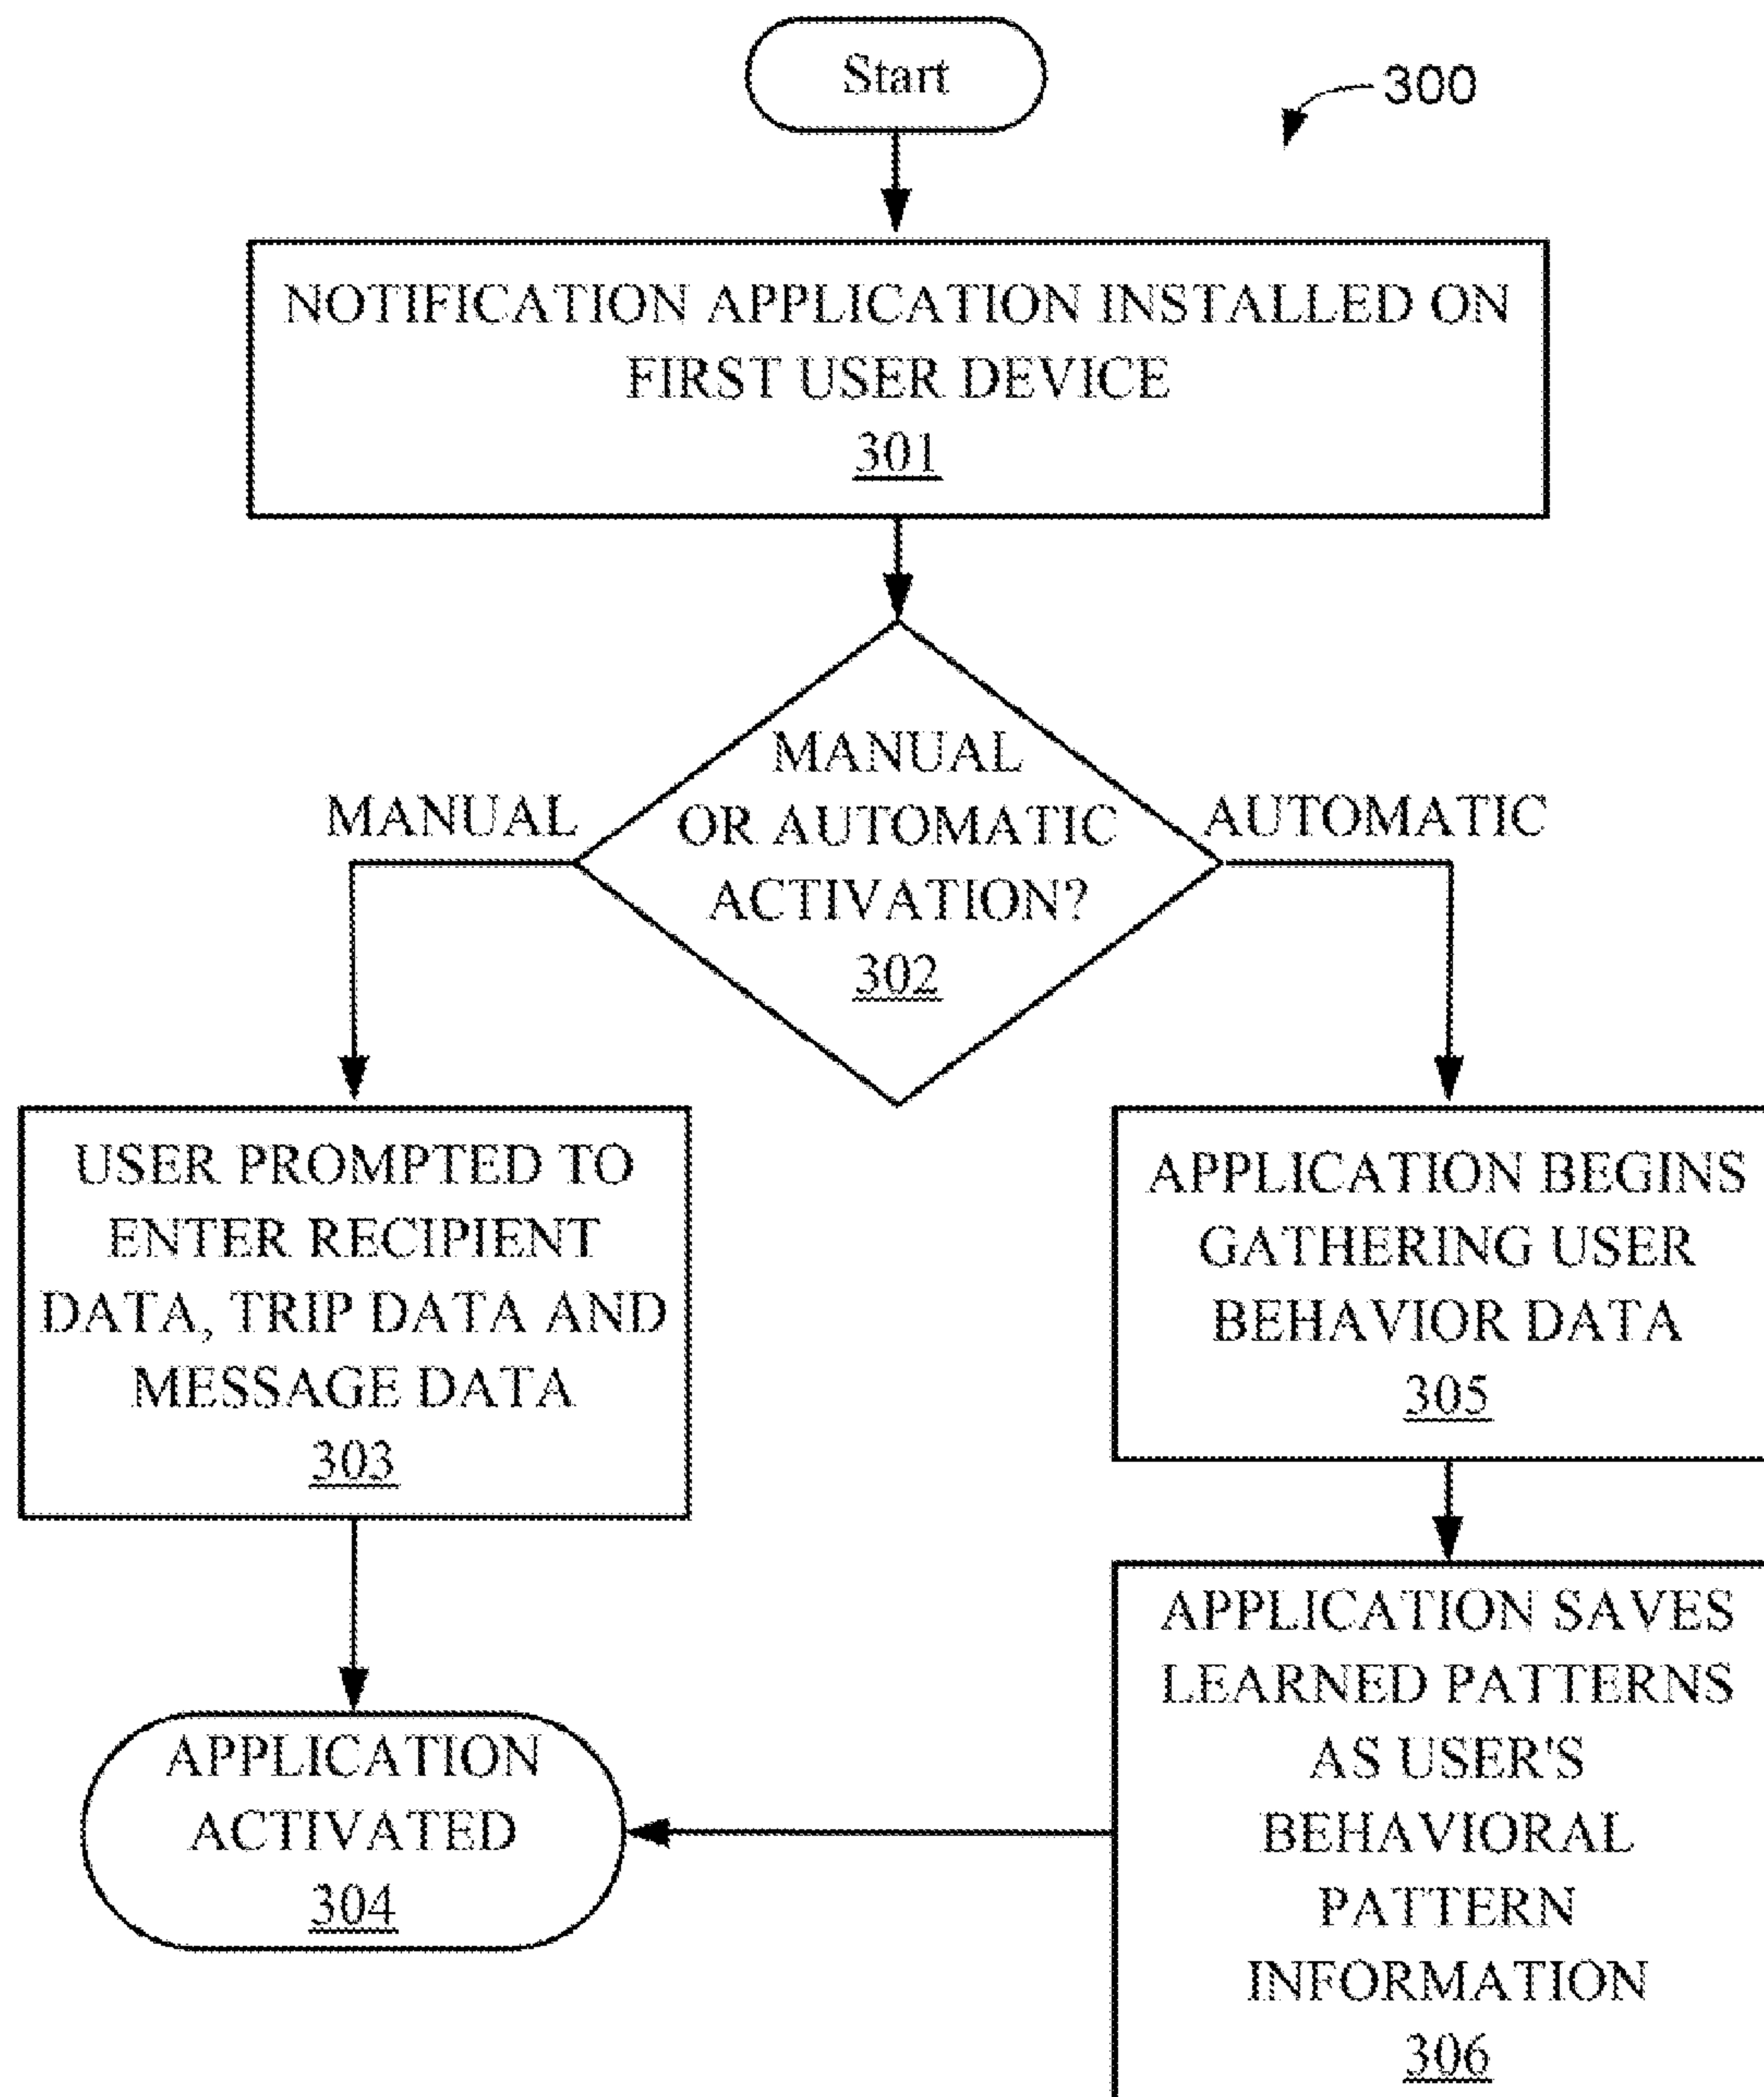 Start
300
NOTIFICATION APPLICATION INSTALLED ON
FIRST USER DEVICE
301
MANUAL
OR AUTOMATIC
ACTIVATION?
302
MANUAL
AUTOMATIC
USER PROMPTED TO
ENTER RECIPIENT
DATA, TRIP DATA AND
MESSAGE DATA
303
APPLICATION BEGINS
GATHERING USER
BEHAVIOR DATA
305
APPLICATION SAVES
LEARNED PATTERNS
AS USER'S
BEHAVIORAL
PATTERN
INFORMATION
306
APPLICATION
ACTIVATED
304